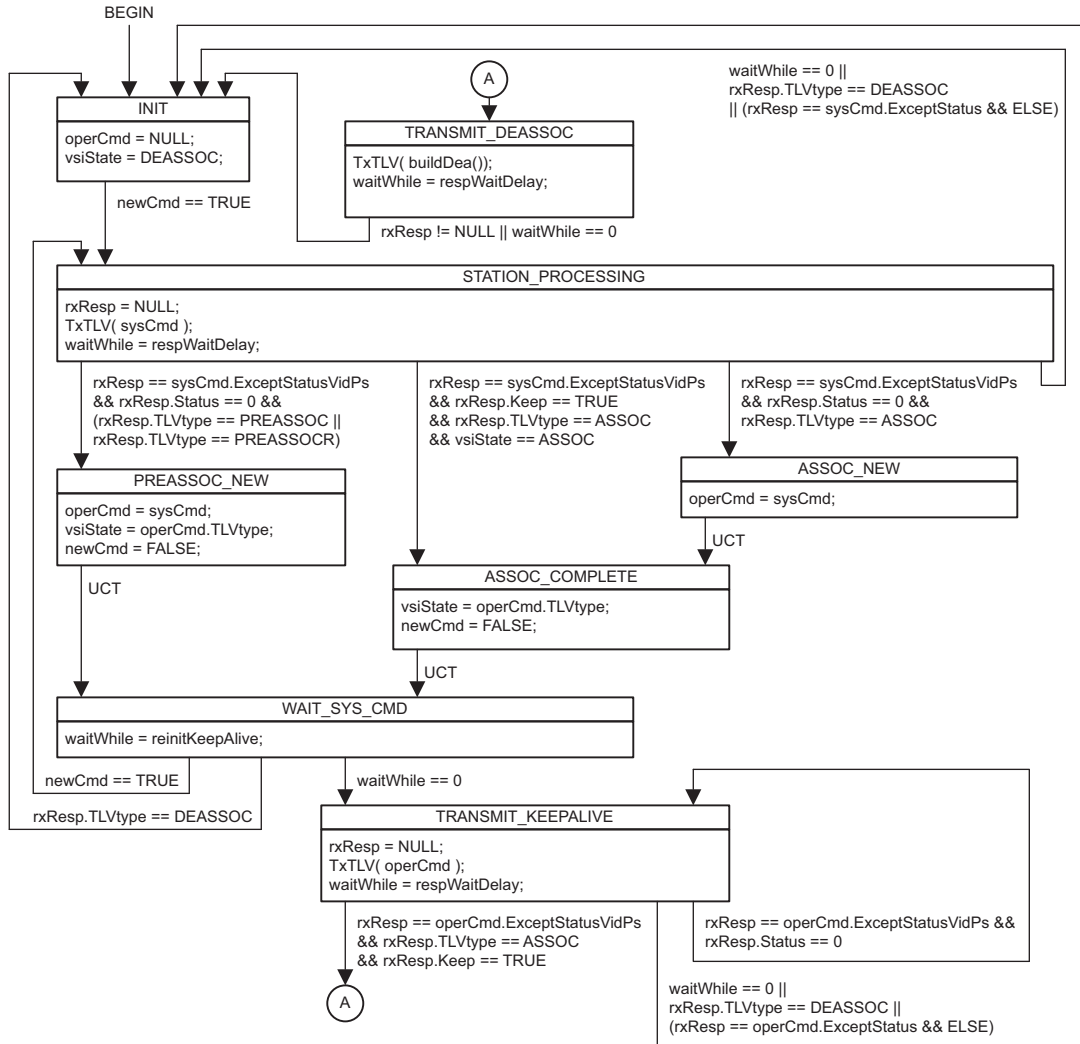 BEGIN
A
waitWhile == 0 ||
rxResp.TLVtype == DEASSOC
|| (rxResp == sysCmd.ExceptStatus && ELSE)
INIT
operCmd = NULL;
vsiState = DEASSOC;
TRANSMIT_DEASSOC
TxTLV( buildDea());
waitWhile = respWaitDelay;
newCmd == TRUE
rxResp != NULL || waitWhile == 0
STATION_PROCESSING
rxResp = NULL;
TxTLV( sysCmd );
waitWhile = respWaitDelay;
rxResp == sysCmd.ExceptStatusVidPs
&& rxResp.Status == 0 &&
(rxResp.TLVtype == PREASSOC ||
rxResp.TLVtype == PREASSOCR)
rxResp == sysCmd.ExceptStatusVidPs
&& rxResp.Keep == TRUE
&& rxResp.TLVtype == ASSOC
&& vsiState == ASSOC
rxResp == sysCmd.ExceptStatusVidPs
&& rxResp.Status == 0 &&
rxResp.TLVtype == ASSOC
PREASSOC_NEW
operCmd = sysCmd;
vsiState = operCmd.TLVtype;
newCmd = FALSE;
ASSOC_NEW
operCmd = sysCmd;
UCT
UCT
ASSOC_COMPLETE
vsiState = operCmd.TLVtype;
newCmd = FALSE;
UCT
WAIT_SYS_CMD
waitWhile = reinitKeepAlive;
newCmd == TRUE
waitWhile == 0
rxResp.TLVtype == DEASSOC
TRANSMIT_KEEPALIVE
rxResp = NULL;
TxTLV( operCmd );
waitWhile = respWaitDelay;
rxResp == operCmd.ExceptStatusVidPs
&& rxResp.TLVtype == ASSOC
&& rxResp.Keep == TRUE
rxResp == operCmd.ExceptStatusVidPs &&
rxResp.Status == 0
A
waitWhile == 0 ||
rxResp.TLVtype == DEASSOC ||
(rxResp == operCmd.ExceptStatus && ELSE)